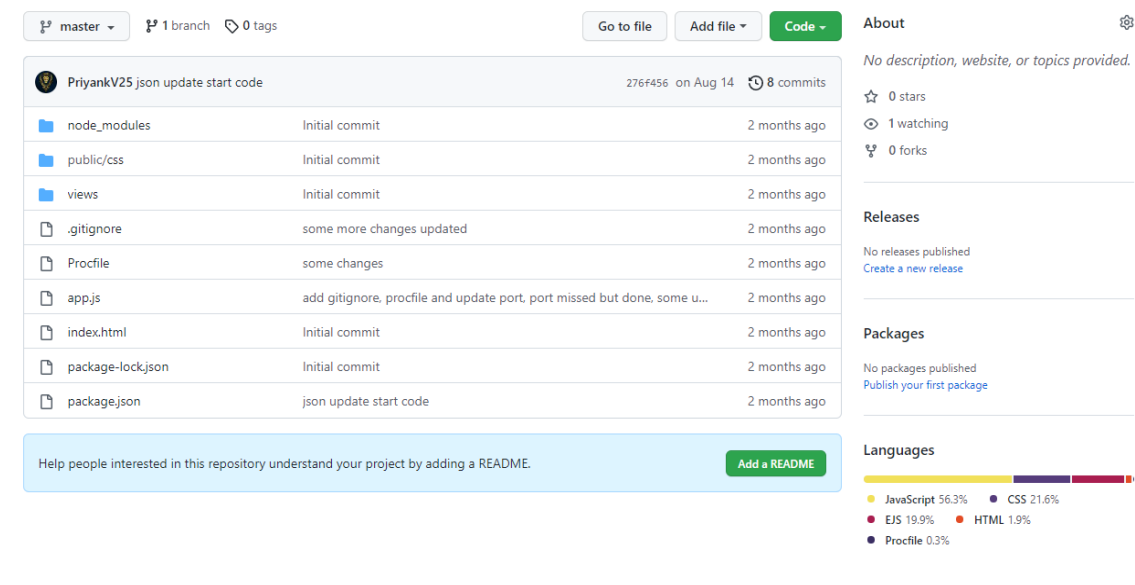 master
1 branch
0 tags
Go to file
Add file
Code
PriyankV25 json update start code
276f456 on Aug 14
8 commits
node_modules Initial commit 2 months ago
public/css Initial commit 2 months ago
views Initial commit 2 months ago
.gitignore some more changes updated 2 months ago
Procfile some changes 2 months ago
app.js add gitignore, procfile and update port, port missed but done, some u... 2 months ago
index.html Initial commit 2 months ago
package-lock.json Initial commit 2 months ago
package.json json update start code 2 months ago
Help people interested in this repository understand your project by adding a README.
Add a README
About
No description, website, or topics provided.
0 stars
1 watching
0 forks
Releases
No releases published
Create a new release
Packages
No packages published
Publish your first package
Languages
JavaScript 56.3% CSS 21.6%
EJS 19.9% HTML 1.9%
Procfile 0.3%